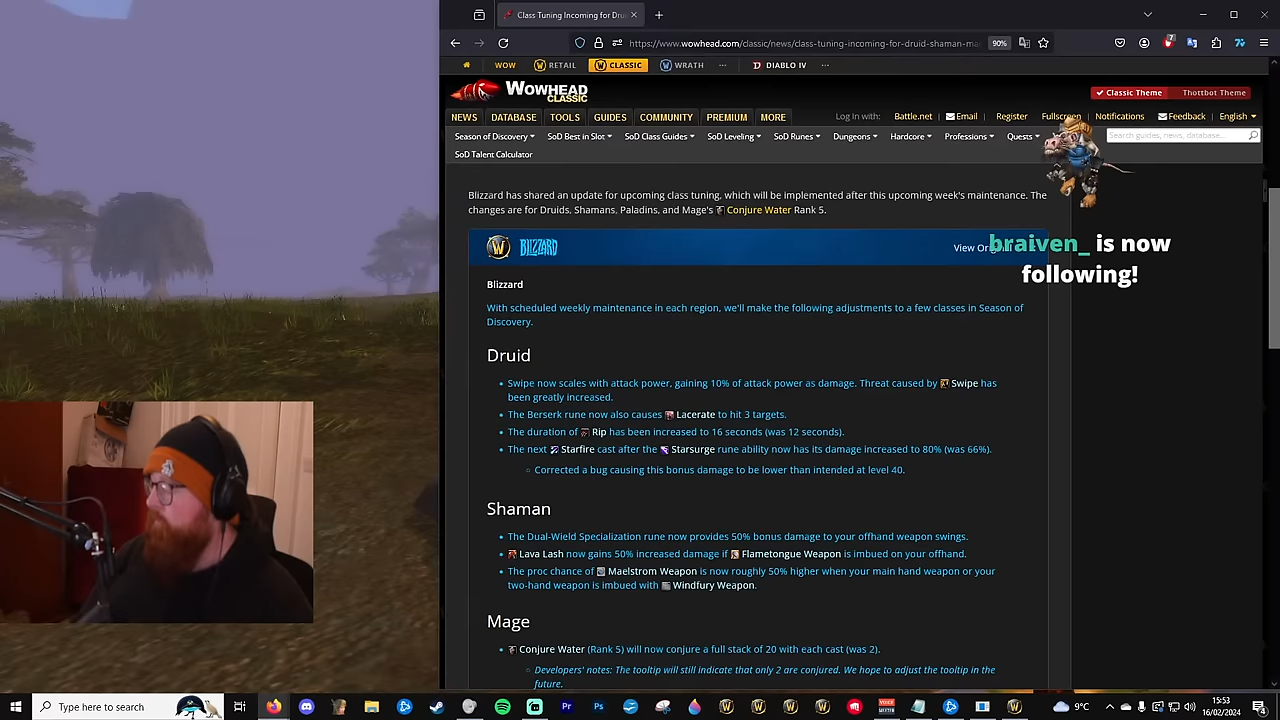 Class Tuning Incoming for Dru
https://www.wowhead.com/classic/news/class-tuning-incoming-for-druid-shaman-ma
90%
WOW RETAIL CLASSIC WRATH DIABLO IV
WOWHEAD
CLASSIC
Classic Theme Thottbot Theme
NEWS DATABASE TOOLS GUIDES COMMUNITY PREMIUM MORE Log In with: Battle.net Email Register Fullscreen Notifications Feedback English
Season of Discovery SoD Best in Slot SoD Class Guides SoD Leveling SoD Runes Dungeons Hardcore Professions Quests Search guides, news, database...
SoD Talent Calculator
Blizzard has shared an update for upcoming class tuning, which will be implemented after this upcoming week's maintenance. The
changes are for Druids, Shamans, Paladins, and Mage's Conjure Water Rank 5.
BLIZZARD View Ori
braiven_ is now
following!
Blizzard
With scheduled weekly maintenance in each region, we'll make the following adjustments to a few classes in Season of
Discovery.
Druid
• Swipe now scales with attack power, gaining 10% of attack power as damage. Threat caused by Swipe has
been greatly increased.
• The Berserk rune now also causes Lacerate to hit 3 targets.
• The duration of Rip has been increased to 16 seconds (was 12 seconds).
• The next Starfire cast after the Starsurge rune ability now has its damage increased to 80% (was 66%).
Corrected a bug causing this bonus damage to be lower than intended at level 40.
Shaman
• The Dual-Wield Specialization rune now provides 50% bonus damage to your offhand weapon swings.
• Lava Lash now gains 50% increased damage if Flametongue Weapon is imbued on your offhand.
• The proc chance of Maelstrom Weapon is now roughly 50% higher when your main hand weapon or your
two-hand weapon is imbued with Windfury Weapon.
Mage
• Conjure Water (Rank 5) will now conjure a full stack of 20 with each cast (was 2).
Developers' notes: The tooltip will still indicate that only 2 are conjured. We hope to adjust the tooltip in the
future.
Type here to search
9°C
15:53
16/02/2024